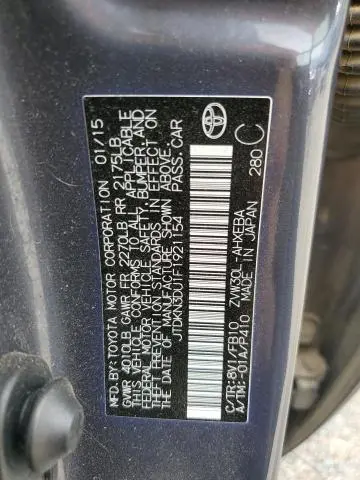 MFD.BY:TOYOTA MOTOR CORPORATION 01/15
GVWR 4010LB GAWR FR 2270LB RR 2175LB
THIS VEHICLE CONFORMS TO ALL APPLICABLE
FEDERAL MOTOR VEHICLE SAFETY, BUMPER, AND
THEFT PREVENTION STANDARDS IN EFFECT ON
THE DATE OF MANUFACTURE SHOWN ABOVE.
JTDKN3DU1F1921154 PASS.CAR
C/TR:8V1/FB10 ZVW30L-AHXEBA
A/TM:-01A/P410 MADE IN JAPAN 280 C